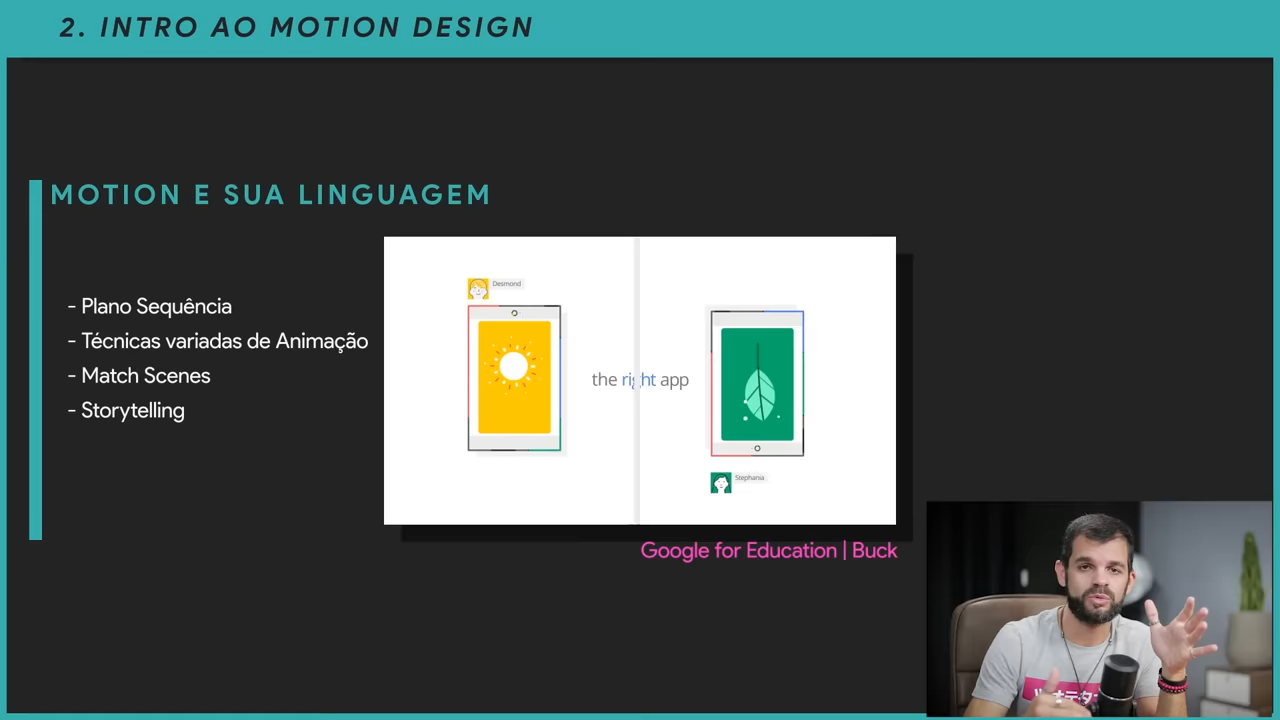 2. INTRO AO MOTION DESIGN
MOTION E SUA LINGUAGEM
- Plano Sequência
- Técnicas variadas de Animação
- Match Scenes
- Storytelling
Desmond
the right app
Stephania
Google for Education | Buck